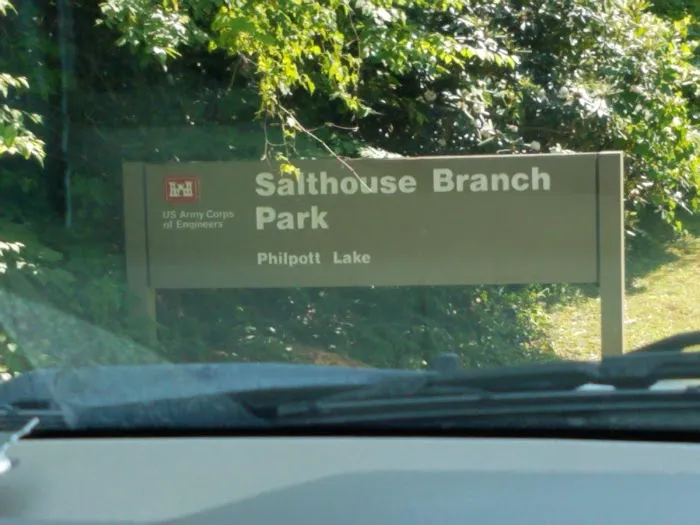 Salthouse Branch
Park
Philpott Lake
US Army Corps
of Engineers